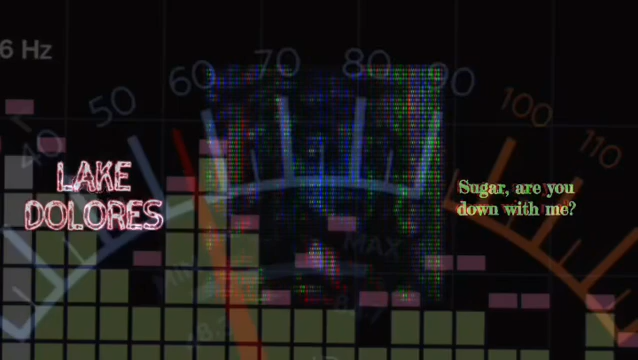 6 Hz
40
50
60
70
80
90
100
110
LAKE
DOLORES
Sugar, are you
down with me?
MIN
MAX